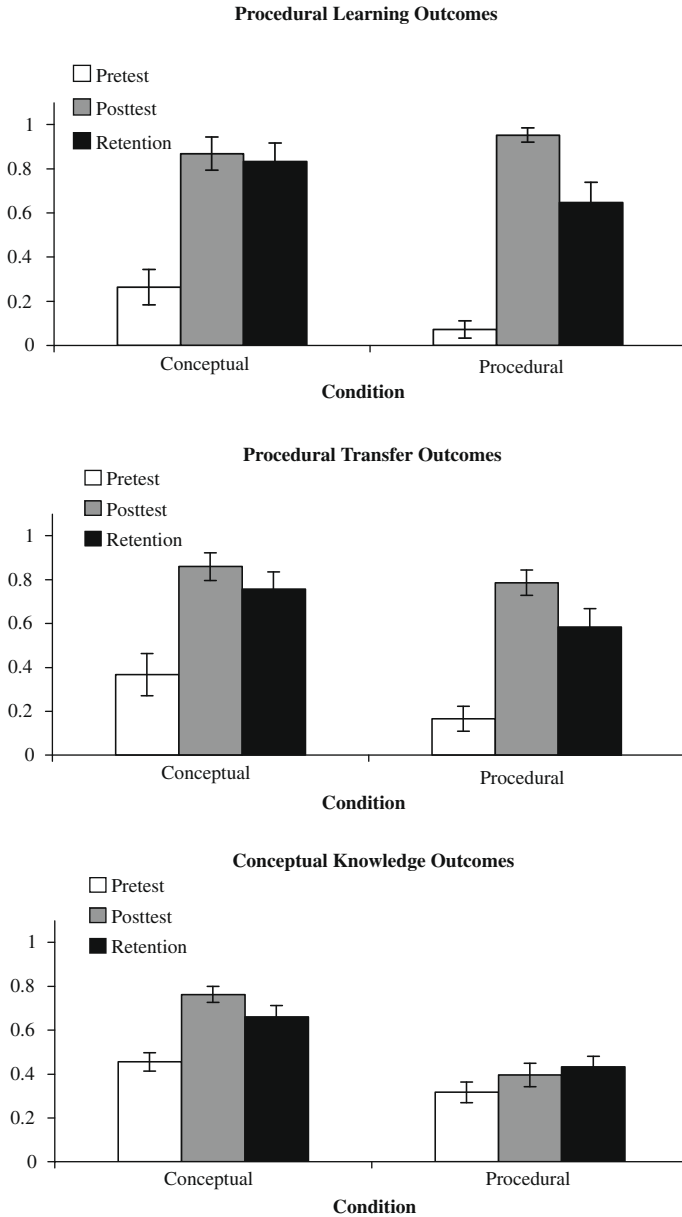 Procedural Learning Outcomes
Pretest
Posttest
Retention
1
0.8
0.6
0.4
0.2
0
Conceptual Procedural
Condition
Procedural Transfer Outcomes
Pretest
Posttest
Retention
1
0.8
0.6
0.4
0.2
0
Conceptual Procedural
Condition
Conceptual Knowledge Outcomes
Pretest
Posttest
Retention
1
0.8
0.6
0.4
0.2
0
Conceptual Procedural
Condition